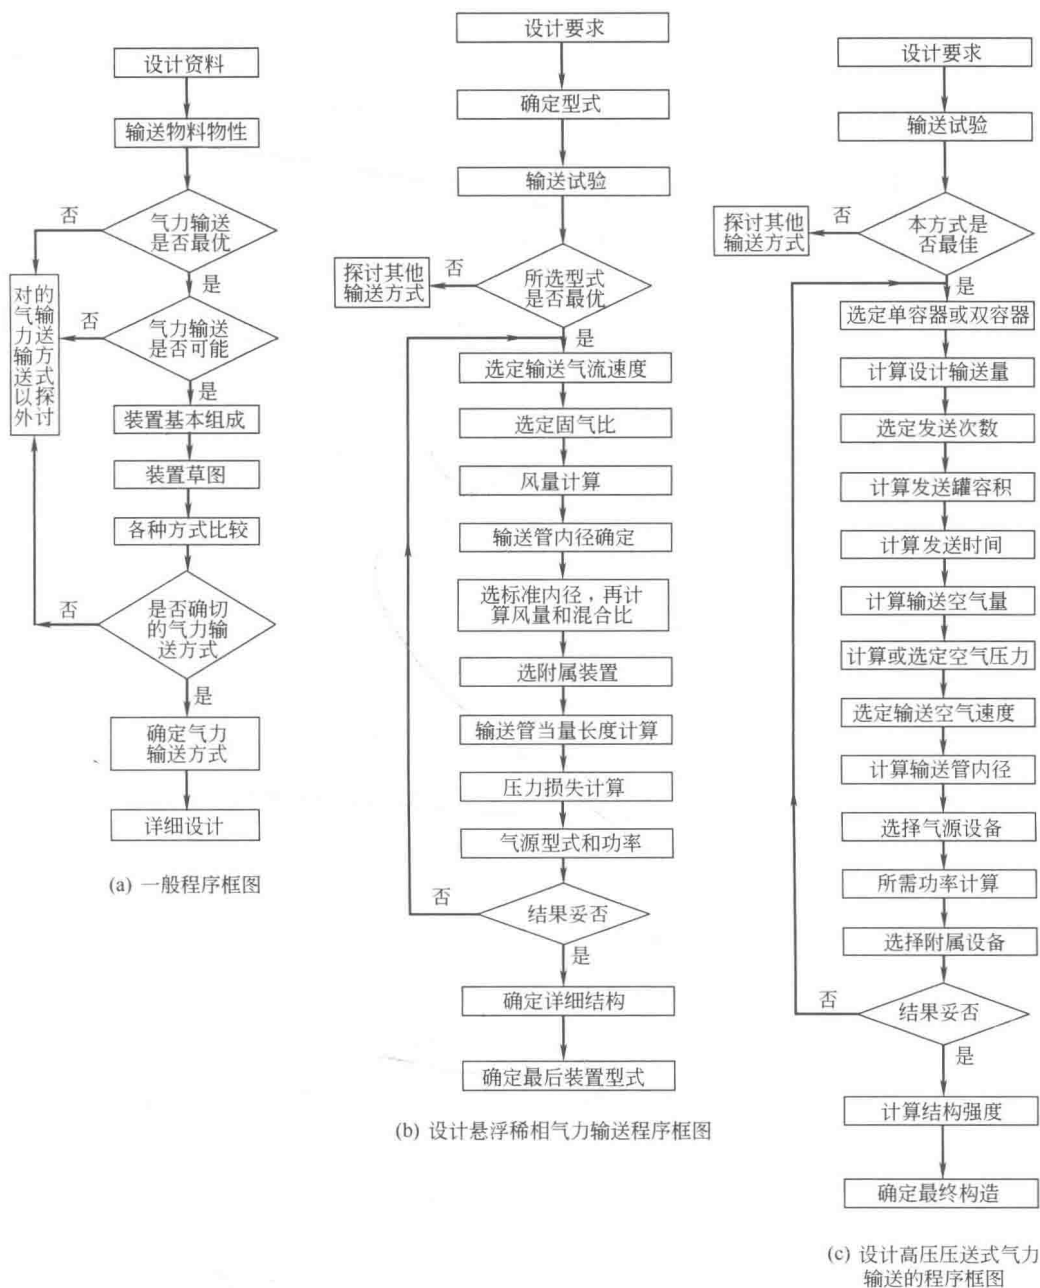 设计资料
输送物料物性
气力输送
是否最优
否
是
对气力输送以外
的输送方式探讨
气力输送
是否可能
否
是
装置基本组成
装置草图
各种方式比较
是否确切
的气力输
送方式
否
是
确定气力
输送方式
详细设计
(a) 一般程序框图
设计要求
确定型式
输送试验
所选型式
是否最优
否
探讨其他
输送方式
是
选定输送气流速度
选定固气比
风量计算
输送管内径确定
选标准内径，再计
算风量和混合比
选附属装置
输送管当量长度计算
压力损失计算
气源型式和功率
结果妥否
否
是
确定详细结构
确定最后装置型式
(b) 设计悬浮稀相气力输送程序框图
设计要求
输送试验
本方式是
否最佳
否
探讨其他
输送方式
是
选定单容器或双容器
计算设计输送量
选定发送次数
计算发送罐容积
计算发送时间
计算输送空气量
计算或选定空气压力
选定输送空气速度
计算输送管内径
选择气源设备
所需功率计算
选择附属设备
结果妥否
否
是
计算结构强度
确定最终构造
(c) 设计高压压送式气力
输送的程序框图